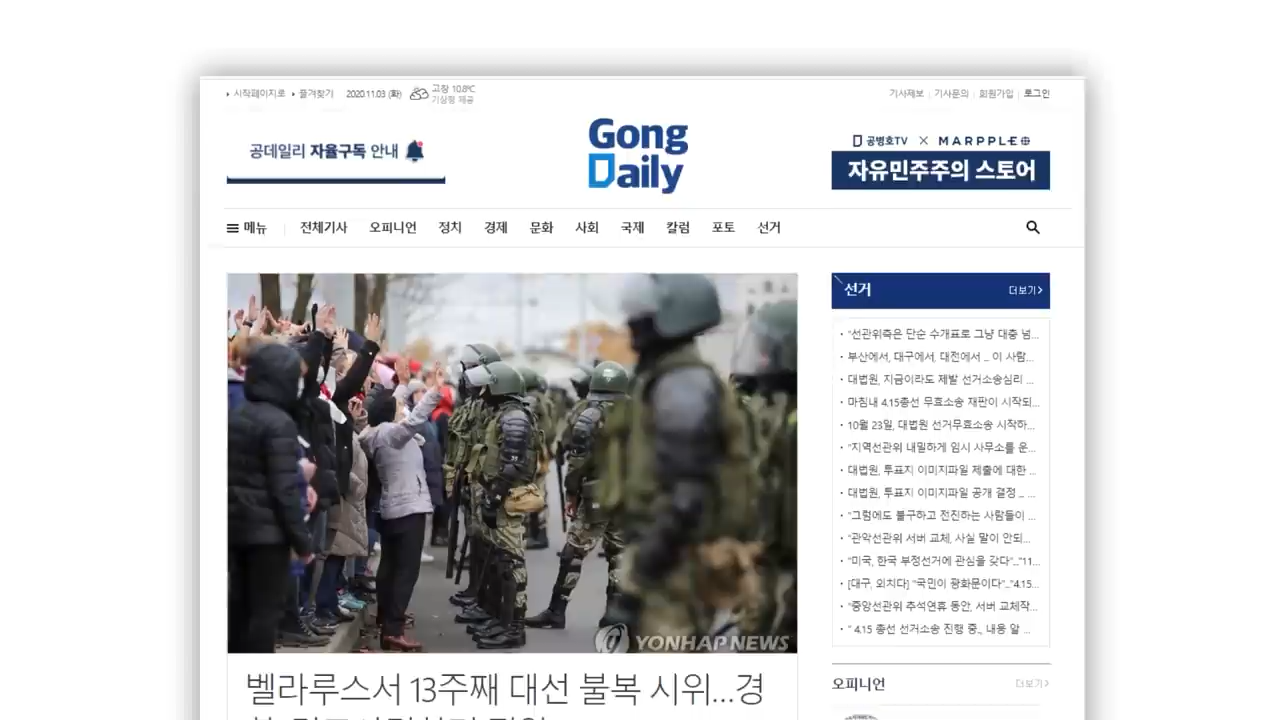 시작페이지로 즐겨찾기 2020.11.03 (화) 고창 10.8℃
기상청 제공
기사제보 기사문의 회원가입 로그인
공데일리 자율구독 안내
Gong
Daily
공병호TV × MARPPLE
자유민주주의 스토어
메뉴 전체기사 오피니언 정치 경제 문화 사회 국제 칼럼 포토 선거
선거 더보기
"선관위측은 단순 수개표로 그냥 대충 넘...
부산에서, 대구에서, 대전에서 ... 이 사람...
대법원, 지금이라도 제발 선거소송심리 ...
마침내 4.15총선 무효소송 재판이 시작되...
10월 23일, 대법원 선거무효소송 시작하...
"지역선관위 내밀하게 임시 사무소를 운...
대법원, 투표지 이미지파일 제출에 대한 ...
대법원, 투표지 이미지파일 공개 결정 ... ...
"그럼에도 불구하고 전진하는 사람들이 ...
"관악선관위 서버 교체, 사실 말이 안되...
"미국, 한국 부정선거에 관심을 갖다"..."11...
[대구, 외치다] "국민이 광화문이다"..."4.15...
"중앙선관위 추석연휴 동안, 서버 교체작...
" 4.15 총선 선거소송 진행 중., 내용 알 ...
YONHAP NEWS
벨라루스서 13주째 대선 불복 시위...경
오피니언 더보기